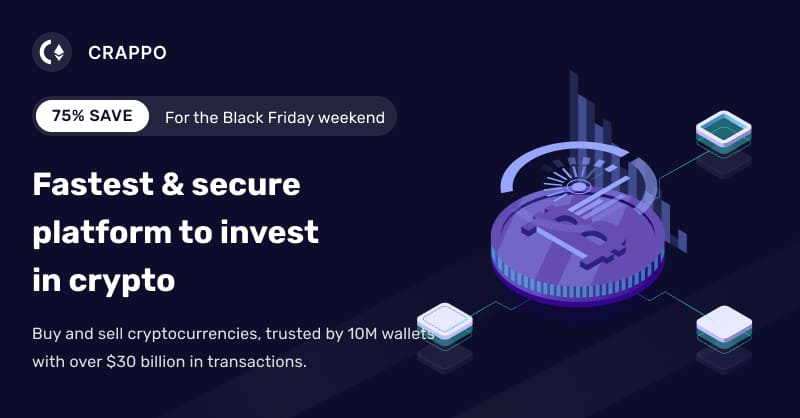 CRAPPO
75% SAVE For the Black Friday weekend
Fastest & secure
platform to invest
in crypto
Buy and sell cryptocurrencies, trusted by 10M wallets
with over $30 billion in transactions.